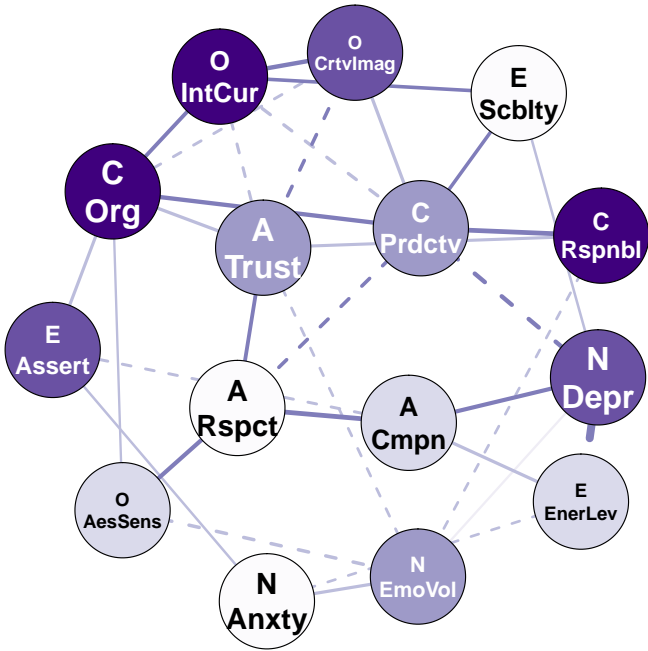 O
CrtvImag
O
IntCur
E
Scblty
C
Org
C
Prdctv
A
Trust
C
Rspnbl
E
Assert
N
Depr
A
Rspct
A
Cmpn
O
AesSens
E
EnerLev
N
EmoVol
N
Anxty